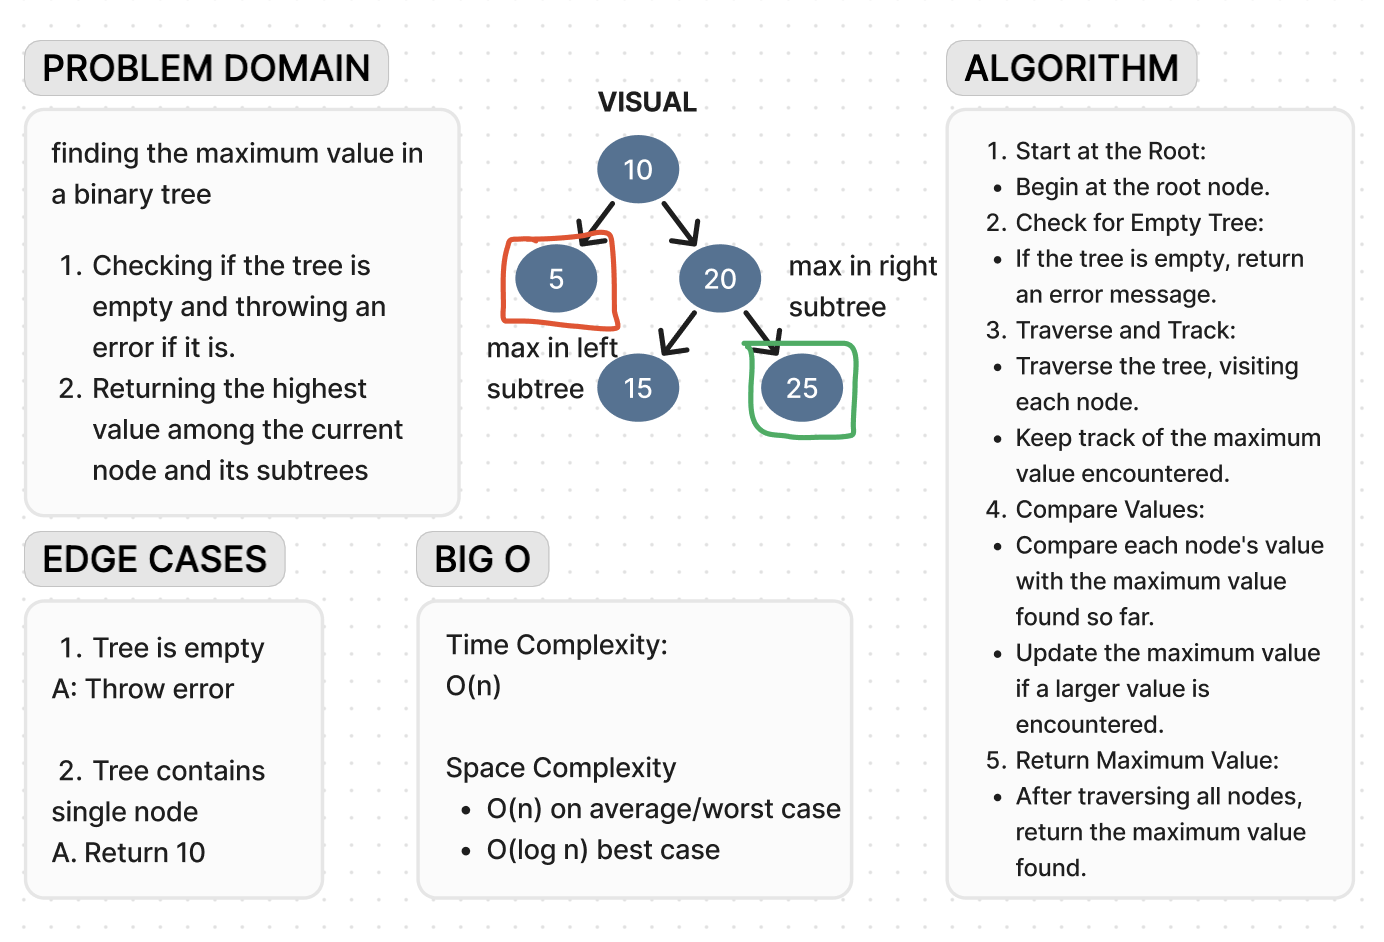 PROBLEM DOMAIN
finding the maximum value in
a binary tree
1. Checking if the tree is
empty and throwing an
error if it is.
2. Returning the highest
value among the current
node and its subtrees
VISUAL
10
5
20
max in right
subtree
max in left
subtree
15
25
EDGE CASES
1. Tree is empty
A: Throw error
2. Tree contains
single node
A. Return 10
BIG O
Time Complexity:
O(n)
Space Complexity
• O(n) on average/worst case
• O(log n) best case
ALGORITHM
1. Start at the Root:
• Begin at the root node.
2. Check for Empty Tree:
• If the tree is empty, return
an error message.
3. Traverse and Track:
• Traverse the tree, visiting
each node.
• Keep track of the maximum
value encountered.
4. Compare Values:
• Compare each node's value
with the maximum value
found so far.
• Update the maximum value
if a larger value is
encountered.
5. Return Maximum Value:
• After traversing all nodes,
return the maximum value
found.